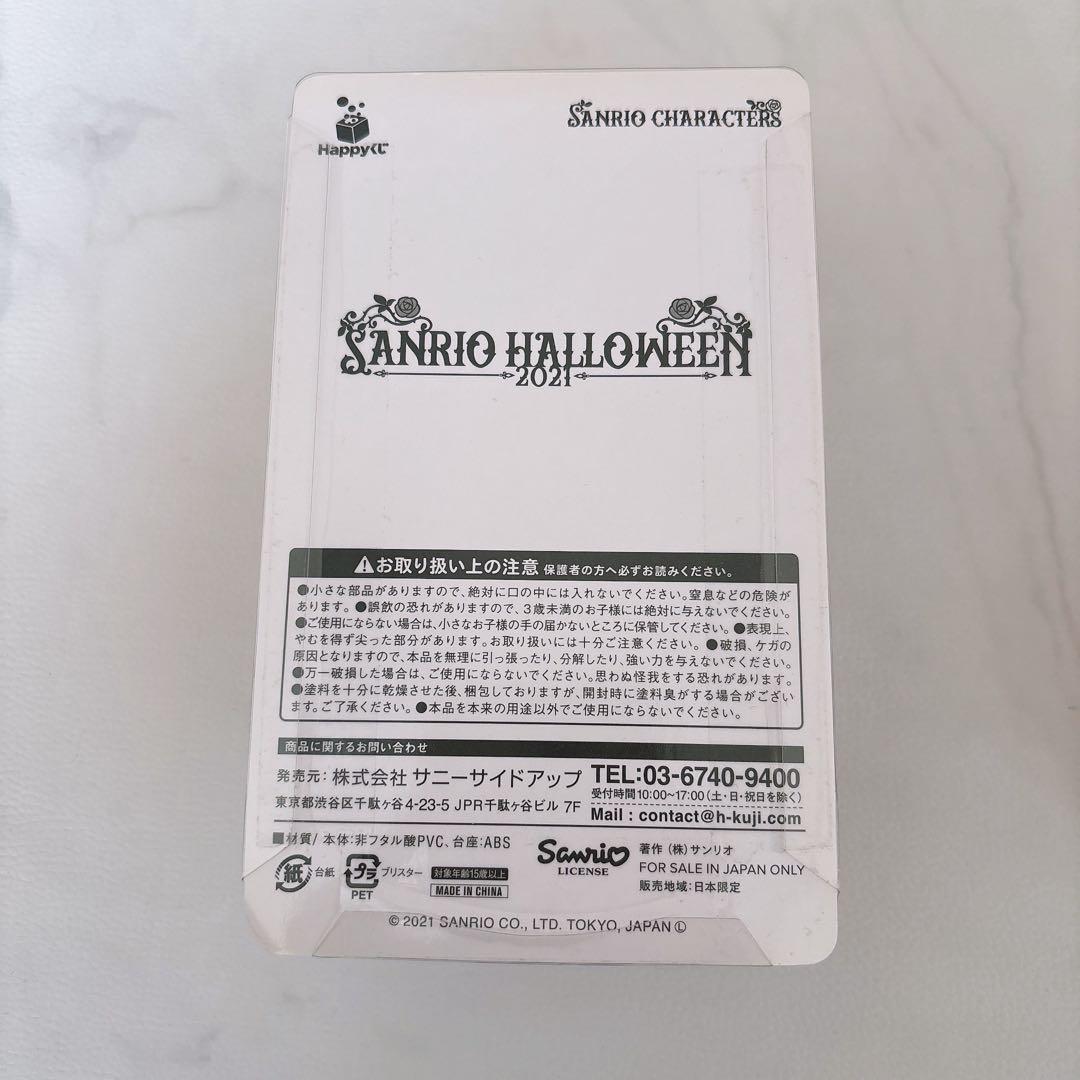 Happyくじ
SANRIO CHARACTERS
SANRIO HALLOWEEN
2021
お取り扱い上の注意 保護者の方へ必ずお読みください。
●小さな部品がありますので、絶対に口の中には入れないでください。窒息などの危険が
あります。●誤飲の恐れがありますので、3歳未満のお子様には絶対に与えないでください。
●ご使用にならない場合は、小さなお子様の手の届かないところに保管してください。●表現上、
やむを得ず尖った部分があります。お取り扱いには十分ご注意ください。●破損、ケガの
原因となりますので、本品を無理に引っ張ったり、分解したり、強い力を与えないでください。
●万一破損した場合は、ご使用にならないでください。思わぬ怪我をする恐れがあります。
●塗料を十分に乾燥させた後、梱包しておりますが、開封時に塗料臭がする場合がござい
ます。ご了承ください。●本品を本来の用途以外でご使用にならないでください。
商品に関するお問い合わせ
発売元:株式会社 サニーサイドアップ
東京都渋谷区千駄ヶ谷4-23-5 JPR千駄ヶ谷ビル 7F
TEL:03-6740-9400
受付時間10:00~17:00(土・日・祝日を除く)
Mail : contact@h-kuji.com
■材質/ 本体:非フタル酸PVC、台座:ABS
紙 台紙
プラ ブリスター
PET
対象年齢15歳以上
MADE IN CHINA
Sanrio
LICENSE
著作 (株)サンリオ
FOR SALE IN JAPAN ONLY
販売地域:日本限定
© 2021 SANRIO CO., LTD. TOKYO, JAPAN Ⓛ